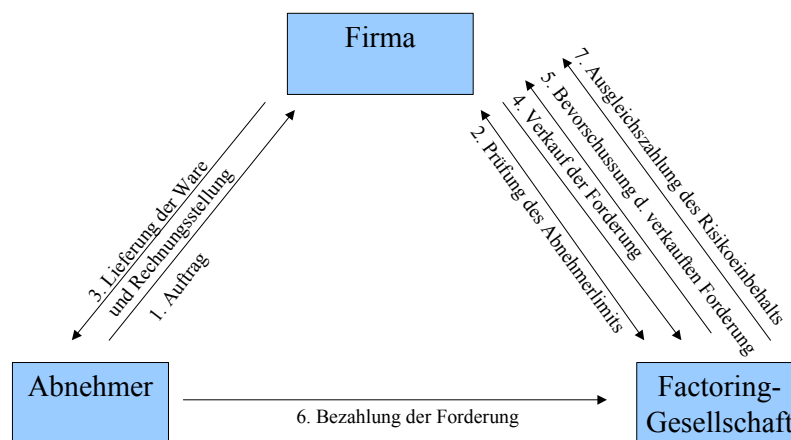 Firma
3. Lieferung der Ware
und Rechnungsstellung
1. Auftrag
2. Prüfung des Abnehmerlimits
4. Verkauf der Forderung
5. Bevorschussung d. verkauften Forderung
7. Ausgleichszahlung des Risikoeinbehalts
Abnehmer
6. Bezahlung der Forderung
Factoring-
Gesellschaft